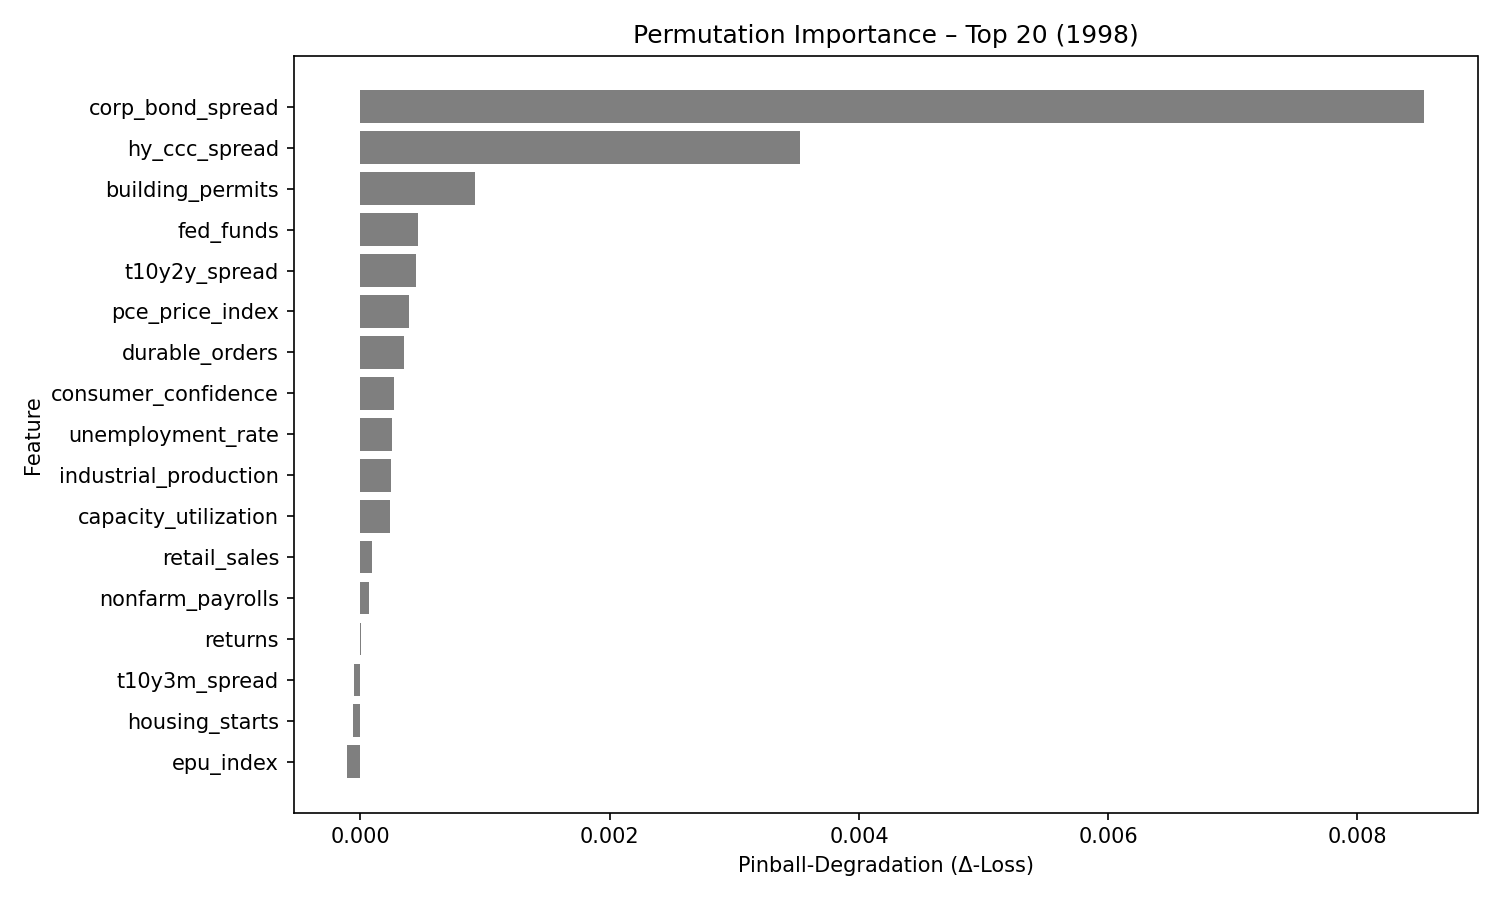 Permutation Importance – Top 20 (1998)
corp_bond_spread
hy_ccc_spread
building_permits
fed_funds
t10y2y_spread
pce_price_index
durable_orders
consumer_confidence
unemployment_rate
industrial_production
capacity_utilization
retail_sales
nonfarm_payrolls
returns
t10y3m_spread
housing_starts
epu_index
Feature
0.000 0.002 0.004 0.006 0.008
Pinball-Degradation (Δ-Loss)